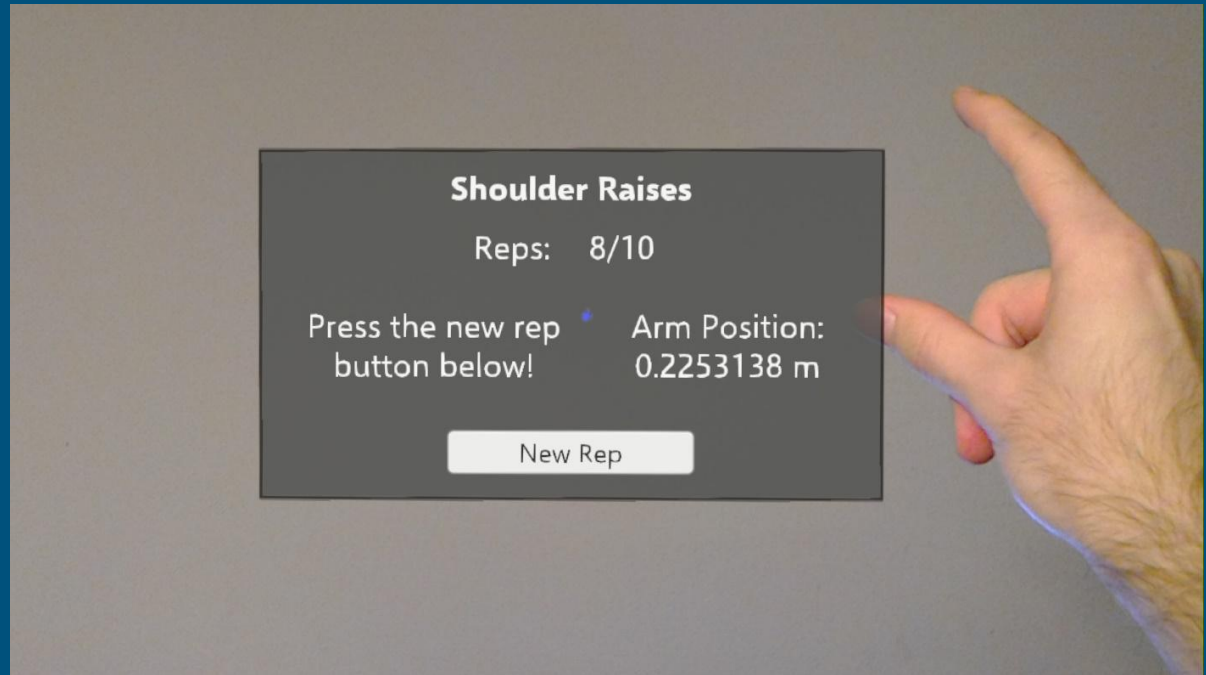 Shoulder Raises
Reps: 8/10
Press the new rep
button below!
Arm Position:
0.2253138 m
New Rep